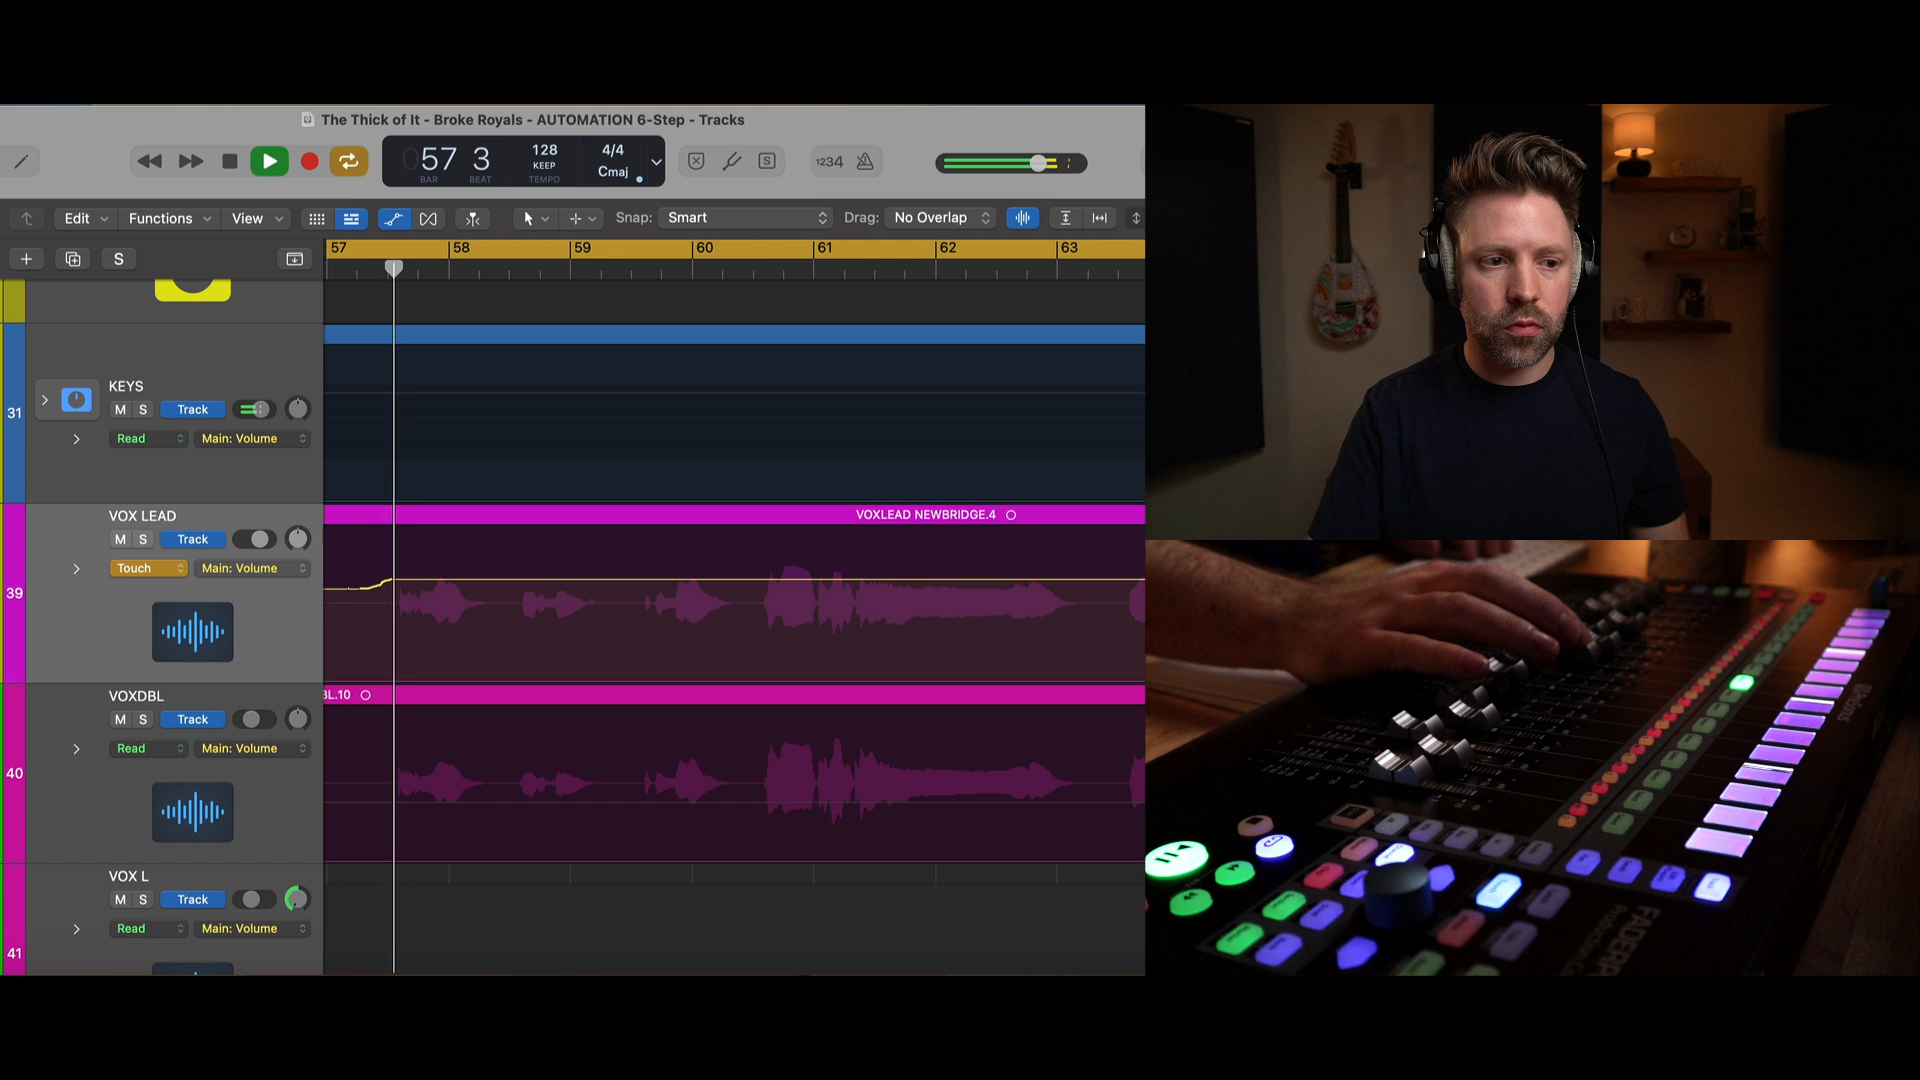 The Thick of It - Broke Royals - AUTOMATION 6-Step - Tracks
057 3
BAR BEAT
128
KEEP
TEMPO
4/4
Cmaj
S
1234
Edit
Functions
View
Snap: Smart
Drag: No Overlap
S
57 58 59 60 61 62 63
31
KEYS
M S Track
Read Main: Volume
39
VOX LEAD
M S Track
Touch Main: Volume
VOXLEAD NEWBRIDGE.4
40
VOXDBL
M S Track
Read Main: Volume
BL.10
41
VOX L
M S Track
Read Main: Volume
FADERP